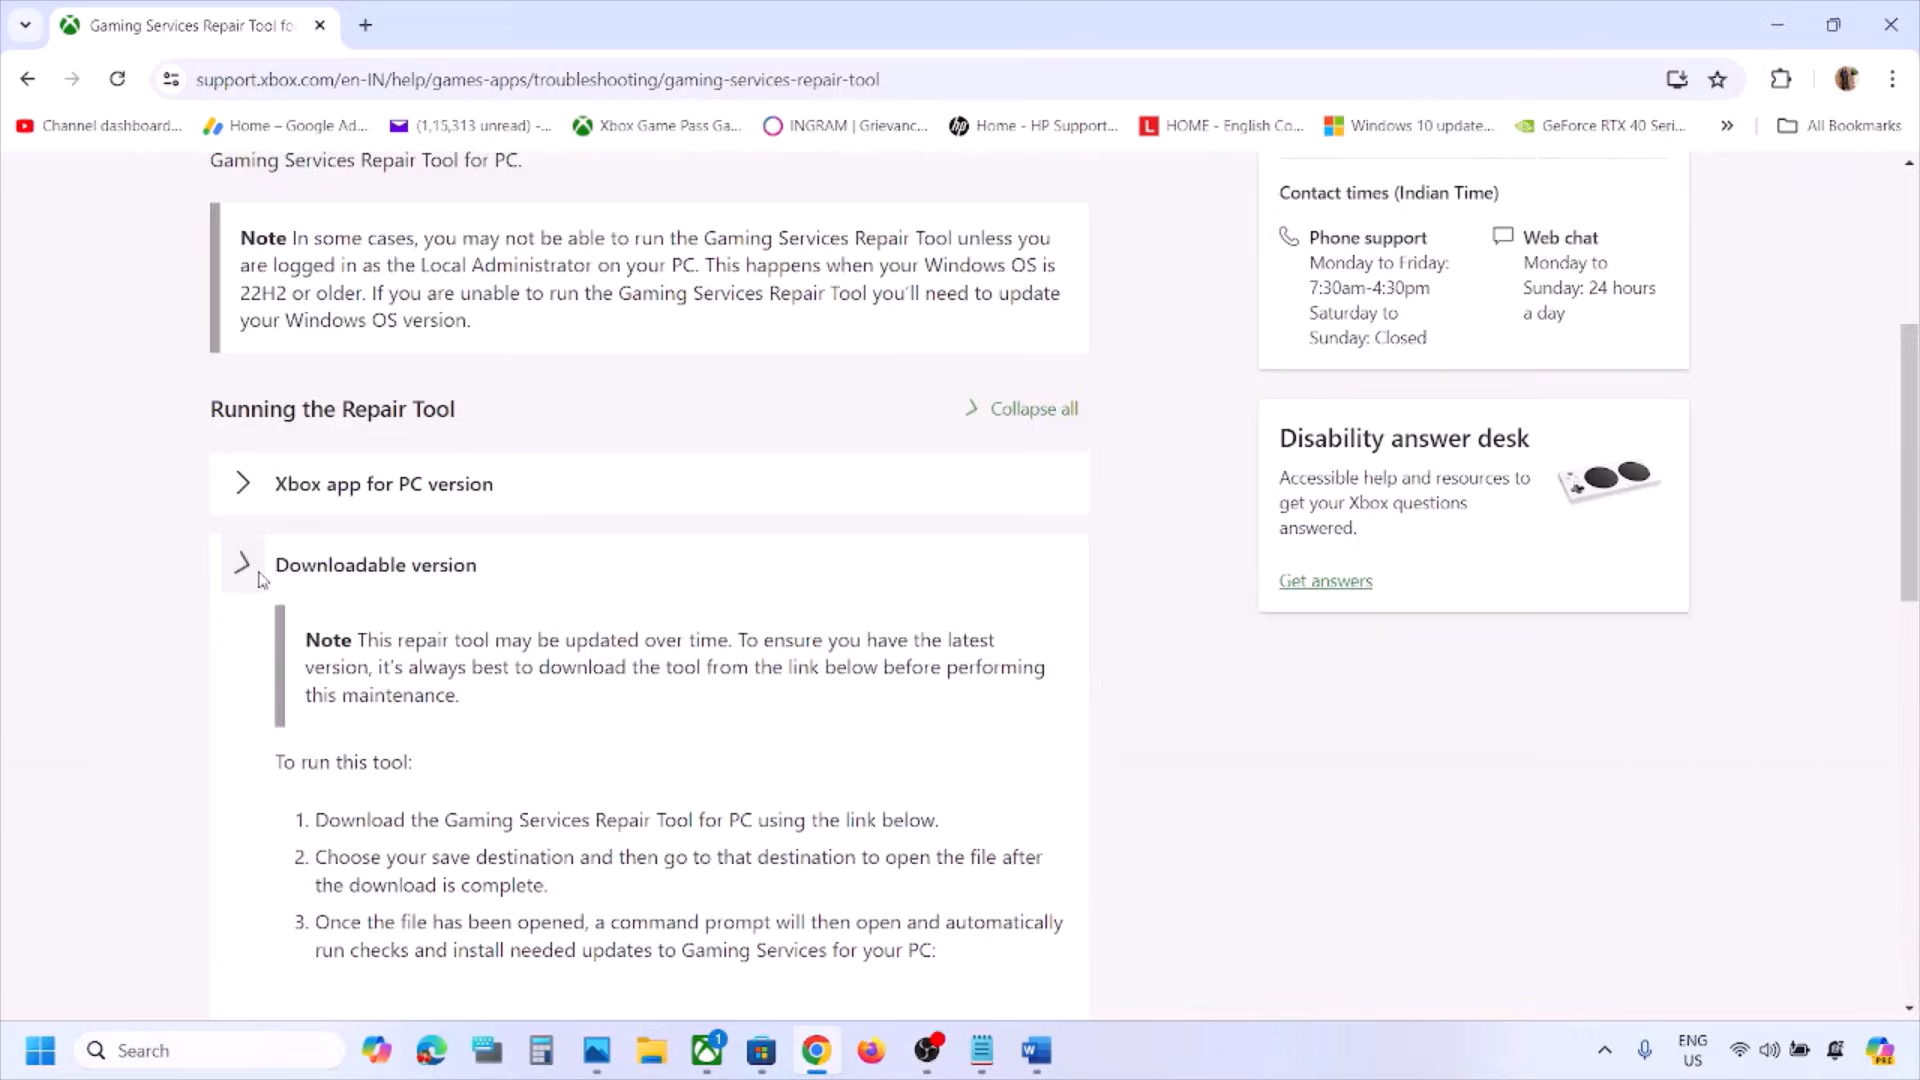 Gaming Services Repair Tool fo
support.xbox.com/en-IN/help/games-apps/troubleshooting/gaming-services-repair-tool
Channel dashboard...
Home – Google Ad...
(1,15,313 unread) -...
Xbox Game Pass Ga...
INGRAM | Grievanc...
Home - HP Support...
HOME - English Co...
Windows 10 update...
GeForce RTX 40 Seri...
All Bookmarks
Gaming Services Repair Tool for PC.
Note In some cases, you may not be able to run the Gaming Services Repair Tool unless you
are logged in as the Local Administrator on your PC. This happens when your Windows OS is
22H2 or older. If you are unable to run the Gaming Services Repair Tool you'll need to update
your Windows OS version.
Running the Repair Tool
Collapse all
Xbox app for PC version
Downloadable version
Note This repair tool may be updated over time. To ensure you have the latest
version, it's always best to download the tool from the link below before performing
this maintenance.
To run this tool:
1. Download the Gaming Services Repair Tool for PC using the link below.
2. Choose your save destination and then go to that destination to open the file after
the download is complete.
3. Once the file has been opened, a command prompt will then open and automatically
run checks and install needed updates to Gaming Services for your PC:
Contact times (Indian Time)
Phone support
Monday to Friday:
7:30am-4:30pm
Saturday to
Sunday: Closed
Web chat
Monday to
Sunday: 24 hours
a day
Disability answer desk
Accessible help and resources to
get your Xbox questions
answered.
Get answers
Search
1
W
ENG
US
PRE